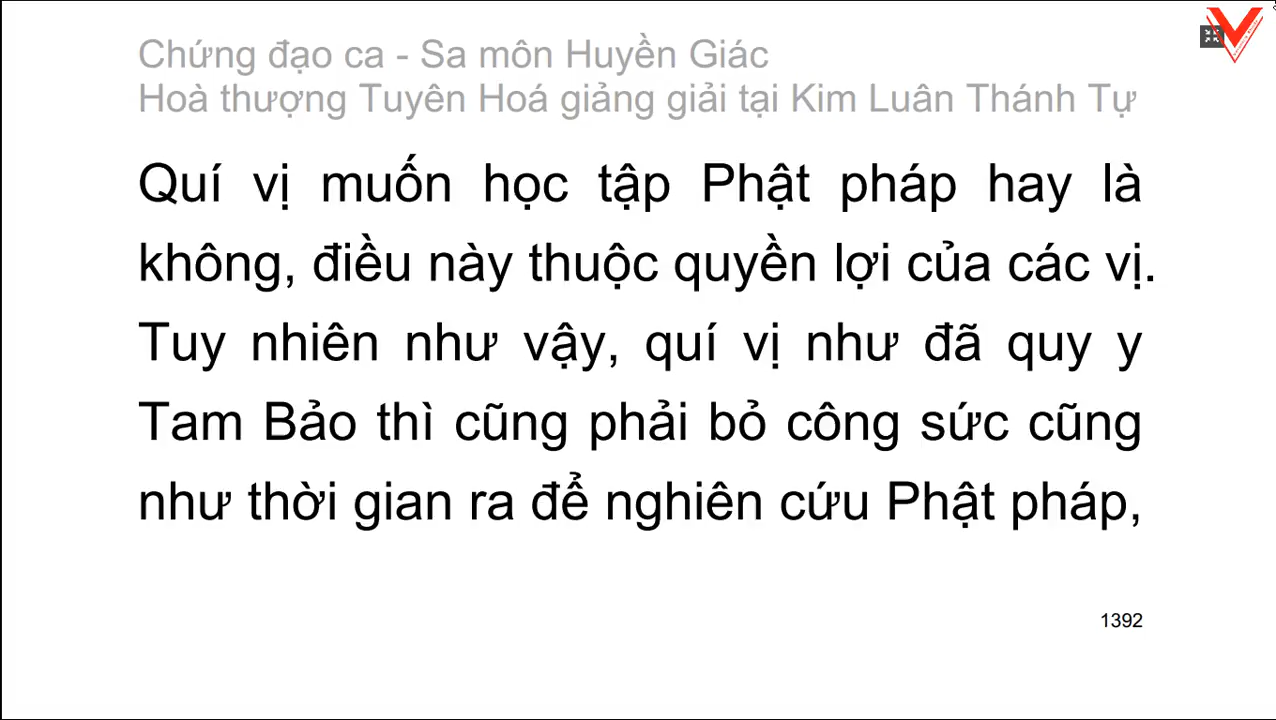 Chứng đạo ca - Sa môn Huyền Giác
Hoà thượng Tuyên Hoá giảng giải tại Kim Luân Thánh Tự
Quí vị muốn học tập Phật pháp hay là
không, điều này thuộc quyền lợi của các vị.
Tuy nhiên như vậy, quí vị như đã quy y
Tam Bảo thì cũng phải bỏ công sức cũng
như thời gian ra để nghiên cứu Phật pháp,
1392